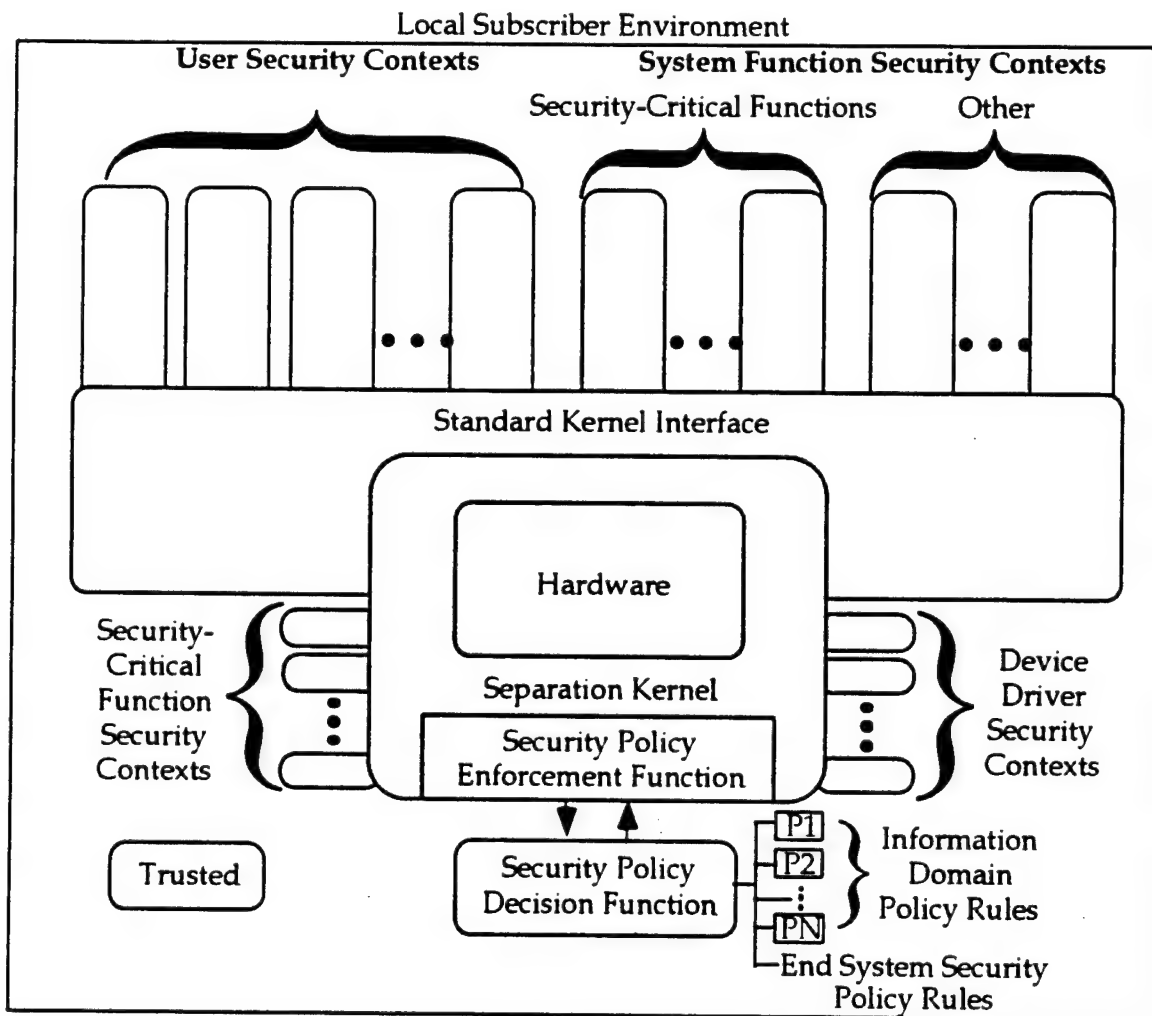 Local Subscriber Environment
User Security Contexts
System Function Security Contexts
Security-Critical Functions
Other
Standard Kernel Interface
Hardware
Separation Kernel
Security Policy
Enforcement Function
Security-
Critical
Function
Security
Contexts
Device
Driver
Security
Contexts
Trusted
Security Policy
Decision Function
P1
P2
PN
Information
Domain
Policy Rules
End System Security
Policy Rules